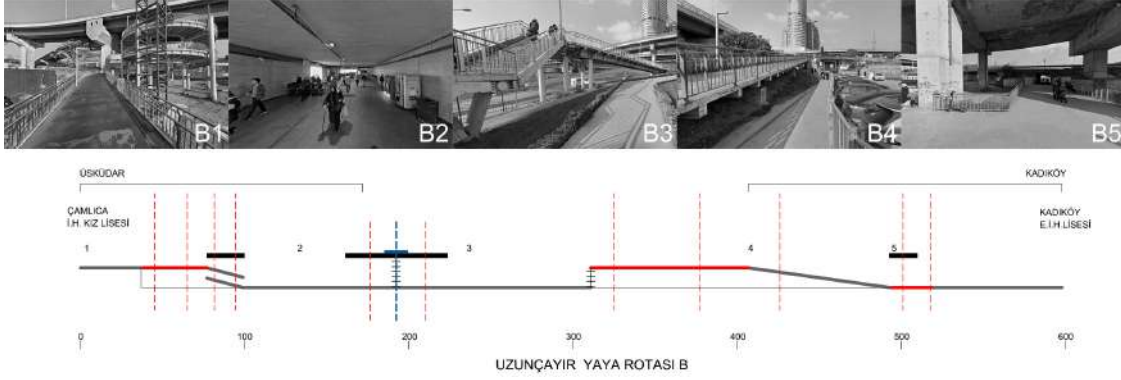 B1
B2
B3
B4
B5
ÜSKÜDAR
KADIKÖY
ÇAMLICA
İ.H. KIZ LİSESİ
KADIKÖY
E.İ.H.LİSESİ
1
2
3
4
5
0
100
200
300
400
500
600
UZUNÇAYIR YAYA ROTASI B